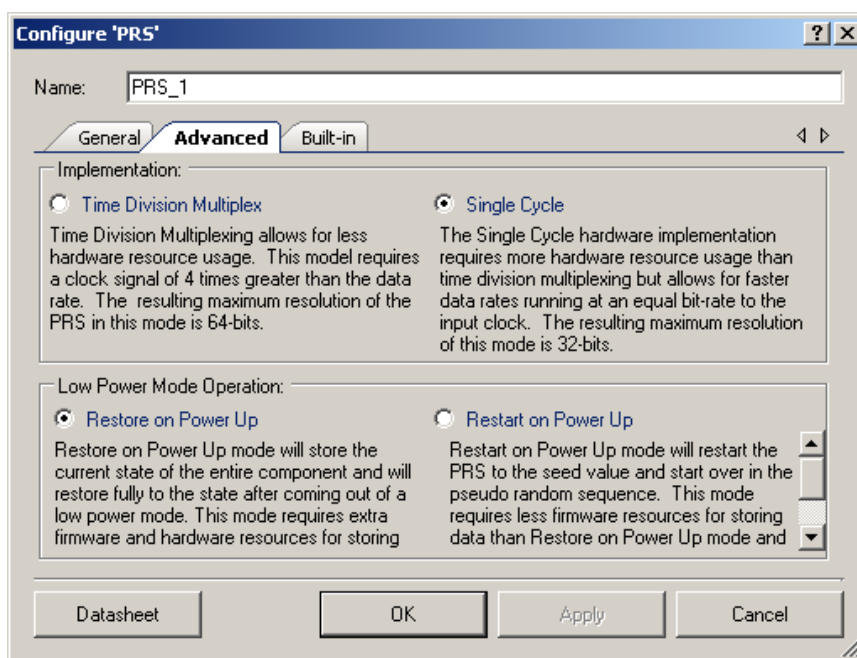 Configure 'PRS'
Name: PRS_1
General Advanced Built-in
Implementation:
Time Division Multiplex
Time Division Multiplexing allows for less
hardware resource usage. This model requires
a clock signal of 4 times greater than the data
rate. The resulting maximum resolution of the
PRS in this mode is 64-bits.
Single Cycle
The Single Cycle hardware implementation
requires more hardware resource usage than
time division multiplexing but allows for faster
data rates running at an equal bit-rate to the
input clock. The resulting maximum resolution
of this mode is 32-bits.
Low Power Mode Operation:
Restore on Power Up
Restore on Power Up mode will store the
current state of the entire component and will
restore fully to the state after coming out of a
low power mode. This mode requires extra
firmware and hardware resources for storing
Restart on Power Up
Restart on Power Up mode will restart the
PRS to the seed value and start over in the
pseudo random sequence. This mode
requires less firmware resources for storing
data than Restore on Power Up mode and
Datasheet OK Apply Cancel